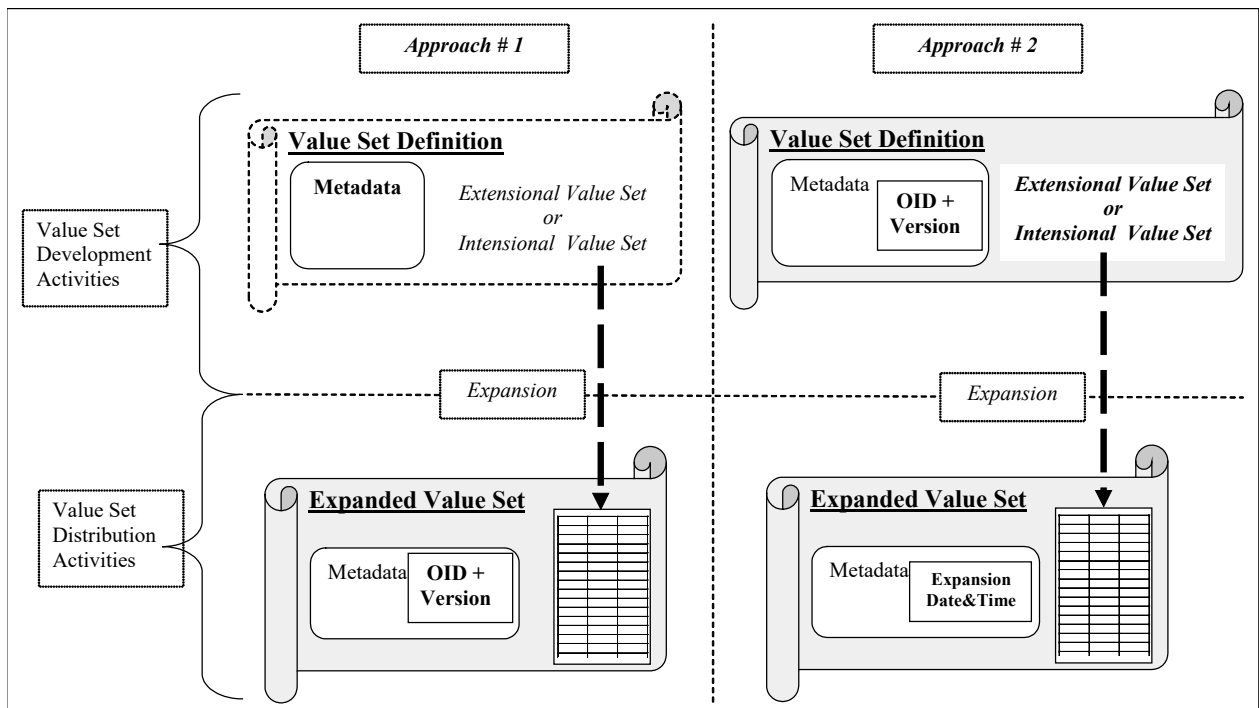 Approach # 1
Approach # 2
Value Set Definition
Metadata
Extensional Value Set
or
Intensional Value Set
Value Set Definition
Metadata
OID +
Version
Extensional Value Set
or
Intensional Value Set
Value Set
Development
Activities
Expansion
Expansion
Value Set
Distribution
Activities
Expanded Value Set
Metadata
OID +
Version
Expanded Value Set
Metadata
Expansion
Date&Time